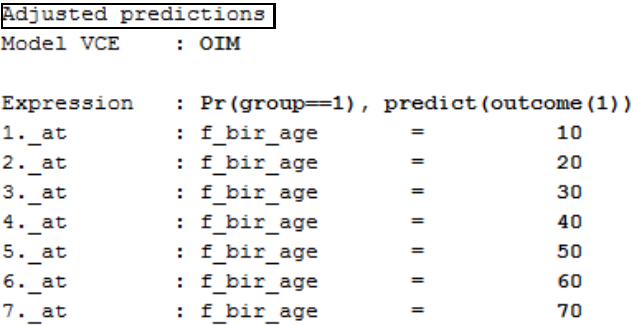 Adjusted predictions
Model VCE    : OIM
Expression   : Pr(group==1), predict(outcome(1))
1._at        : f_bir_age       =          10
2._at        : f_bir_age       =          20
3._at        : f_bir_age       =          30
4._at        : f_bir_age       =          40
5._at        : f_bir_age       =          50
6._at        : f_bir_age       =          60
7._at        : f_bir_age       =          70